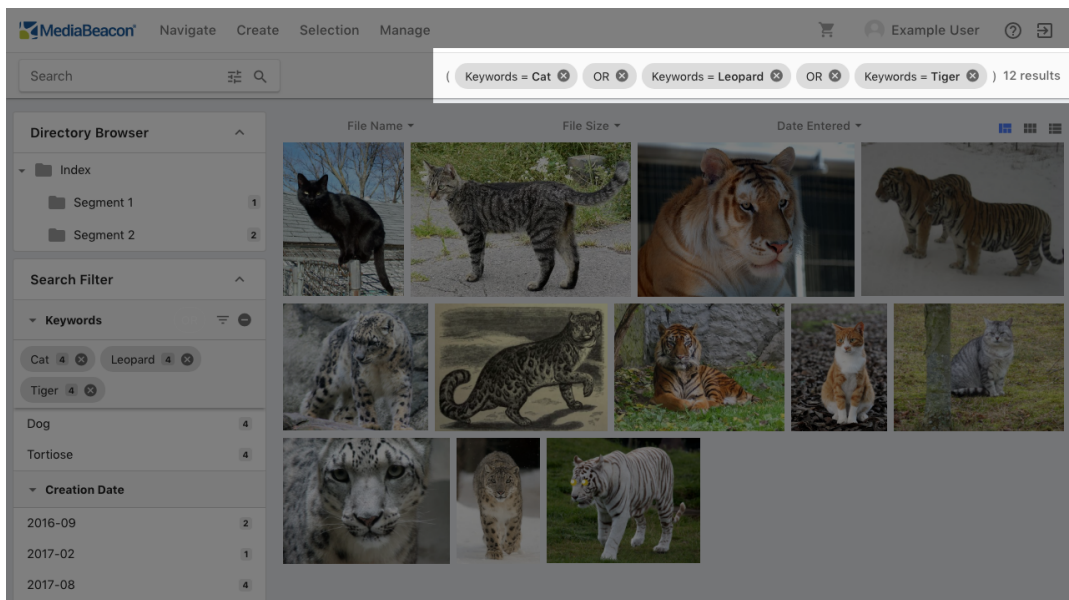 MediaBeacon® Navigate Create Selection Manage Example User
Search ( Keywords = Cat OR Keywords = Leopard OR Keywords = Tiger ) 12 results
Directory Browser
Index
Segment 1 1
Segment 2 2
Search Filter
Keywords
Cat 4 Leopard 4
Tiger 4
Dog 4
Tortiose 4
Creation Date
2016-09 2
2017-02 1
2017-08 4
File Name File Size Date Entered